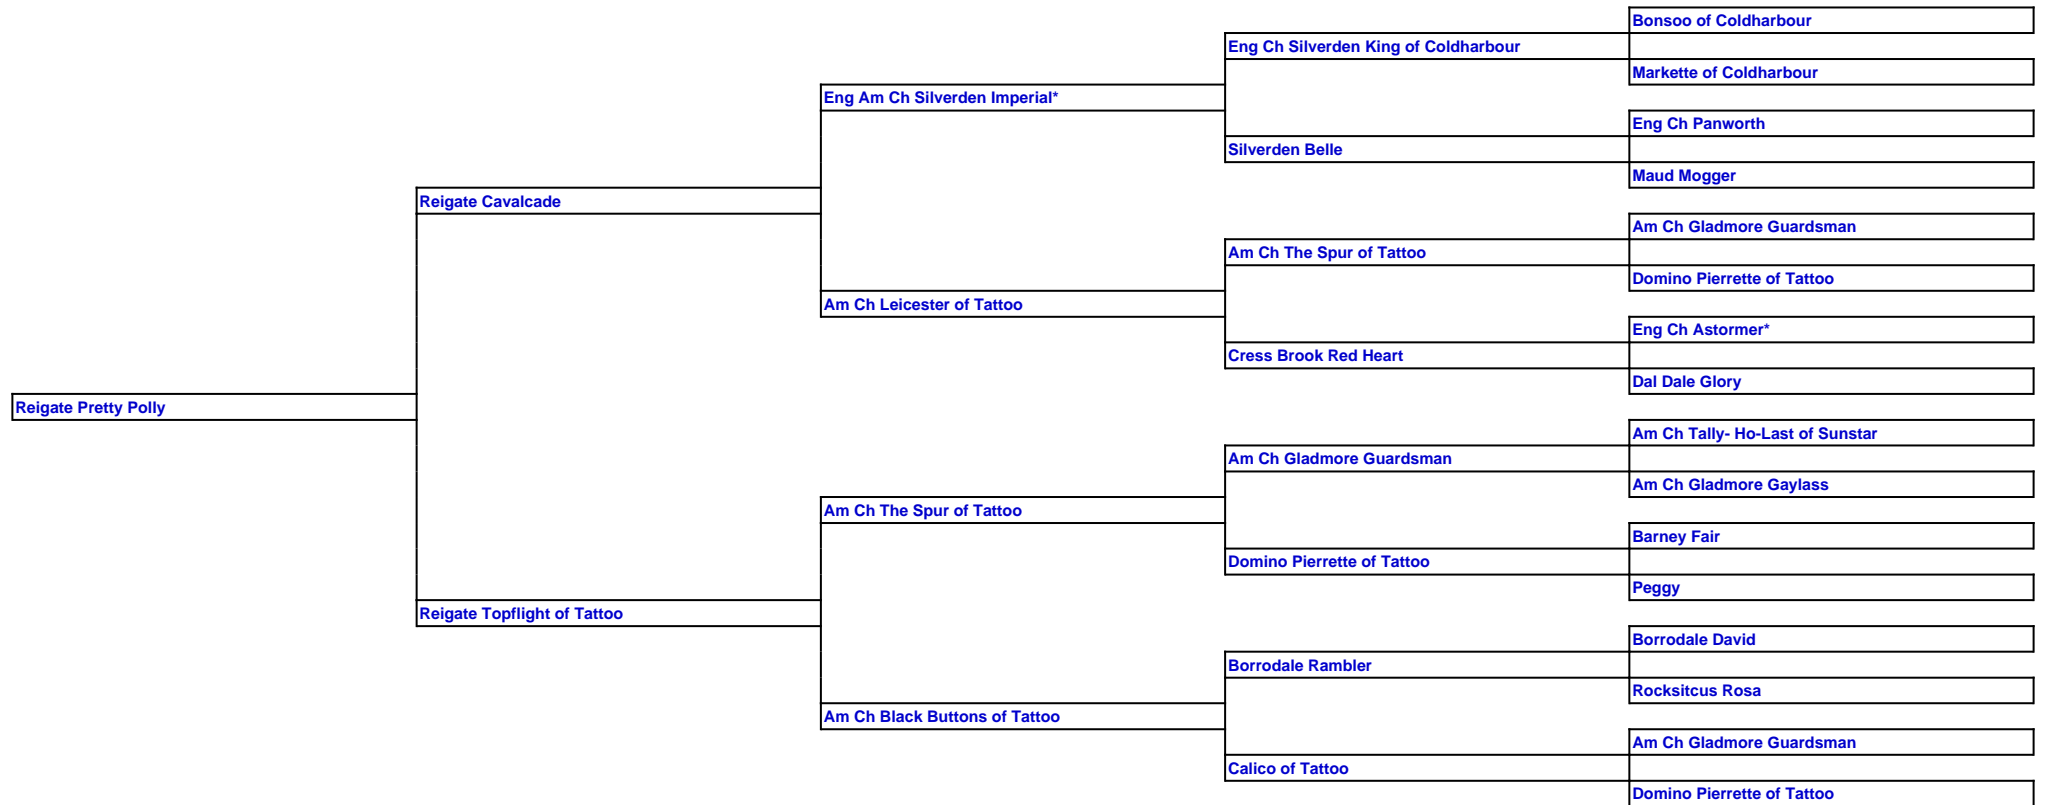 Bonsoo of Coldharbour
Eng Ch Silverden King of Coldharbour
Markette of Coldharbour
Eng Am Ch Silverden Imperial*
Eng Ch Panworth
Silverden Belle
Maud Mogger
Reigate Cavalcade
Am Ch Gladmore Guardsman
Am Ch The Spur of Tattoo
Domino Pierrette of Tattoo
Am Ch Leicester of Tattoo
Eng Ch Astormer*
Cress Brook Red Heart
Dal Dale Glory
Reigate Pretty Polly
Am Ch Tally- Ho-Last of Sunstar
Am Ch Gladmore Guardsman
Am Ch Gladmore Gaylass
Am Ch The Spur of Tattoo
Barney Fair
Domino Pierrette of Tattoo
Peggy
Reigate Topflight of Tattoo
Borrodale David
Borrodale Rambler
Rocksitcus Rosa
Am Ch Black Buttons of Tattoo
Am Ch Gladmore Guardsman
Calico of Tattoo
Domino Pierrette of Tattoo